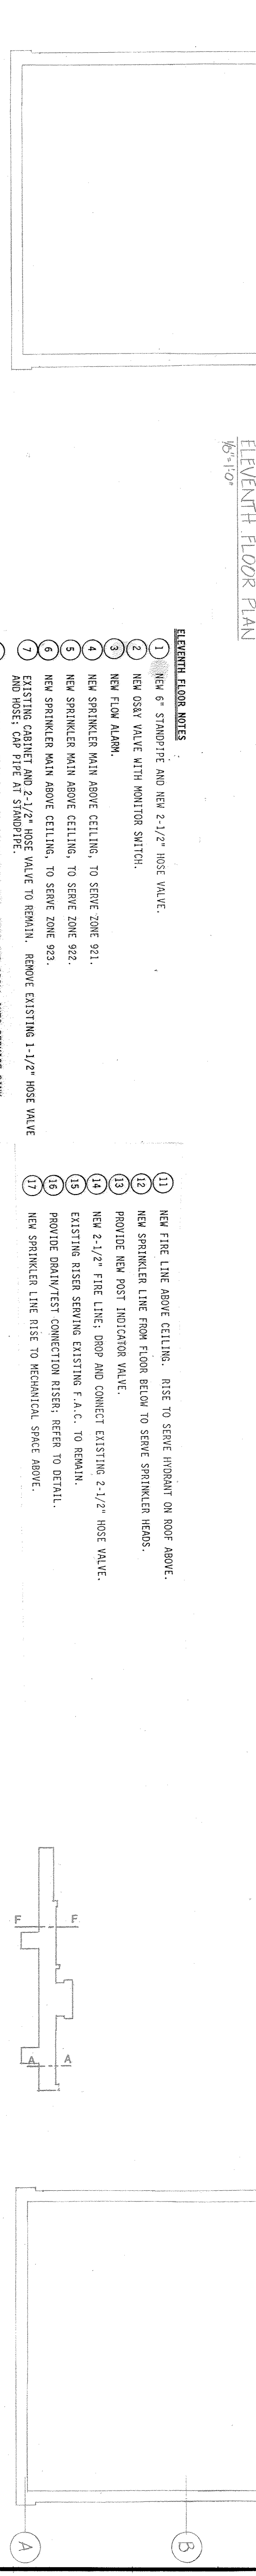 ELEVENTH FLOOR PLAN
1/8"=1'-0"
ELEVENTH FLOOR NOTES
1 NEW 6" STANDPIPE AND NEW 2-1/2" HOSE VALVE.
2 NEW OS&Y VALVE WITH MONITOR SWITCH.
3 NEW FLOW ALARM.
4 NEW SPRINKLER MAIN ABOVE CEILING, TO SERVE ZONE 921.
5 NEW SPRINKLER MAIN ABOVE CEILING, TO SERVE ZONE 922.
6 NEW SPRINKLER MAIN ABOVE CEILING, TO SERVE ZONE 923.
7 EXISTING CABINET AND 2-1/2" HOSE VALVE TO REMAIN. REMOVE EXISTING 1-1/2" HOSE VALVE
AND HOSE; CAP PIPE AT STANDPIPE.
11 NEW FIRE LINE ABOVE CEILING. RISE TO SERVE HYDRANT ON ROOF ABOVE.
12 NEW SPRINKLER LINE FROM FLOOR BELOW TO SERVE SPRINKLER HEADS.
13 PROVIDE NEW POST INDICATOR VALVE.
14 NEW 2-1/2" FIRE LINE; DROP AND CONNECT EXISTING 2-1/2" HOSE VALVE.
15 EXISTING RISER SERVING EXISTING F.A.C. TO REMAIN.
16 PROVIDE DRAIN/TEST CONNECTION RISER; REFER TO DETAIL.
17 NEW SPRINKLER LINE RISE TO MECHANICAL SPACE ABOVE.
F
F
A
A
B
A